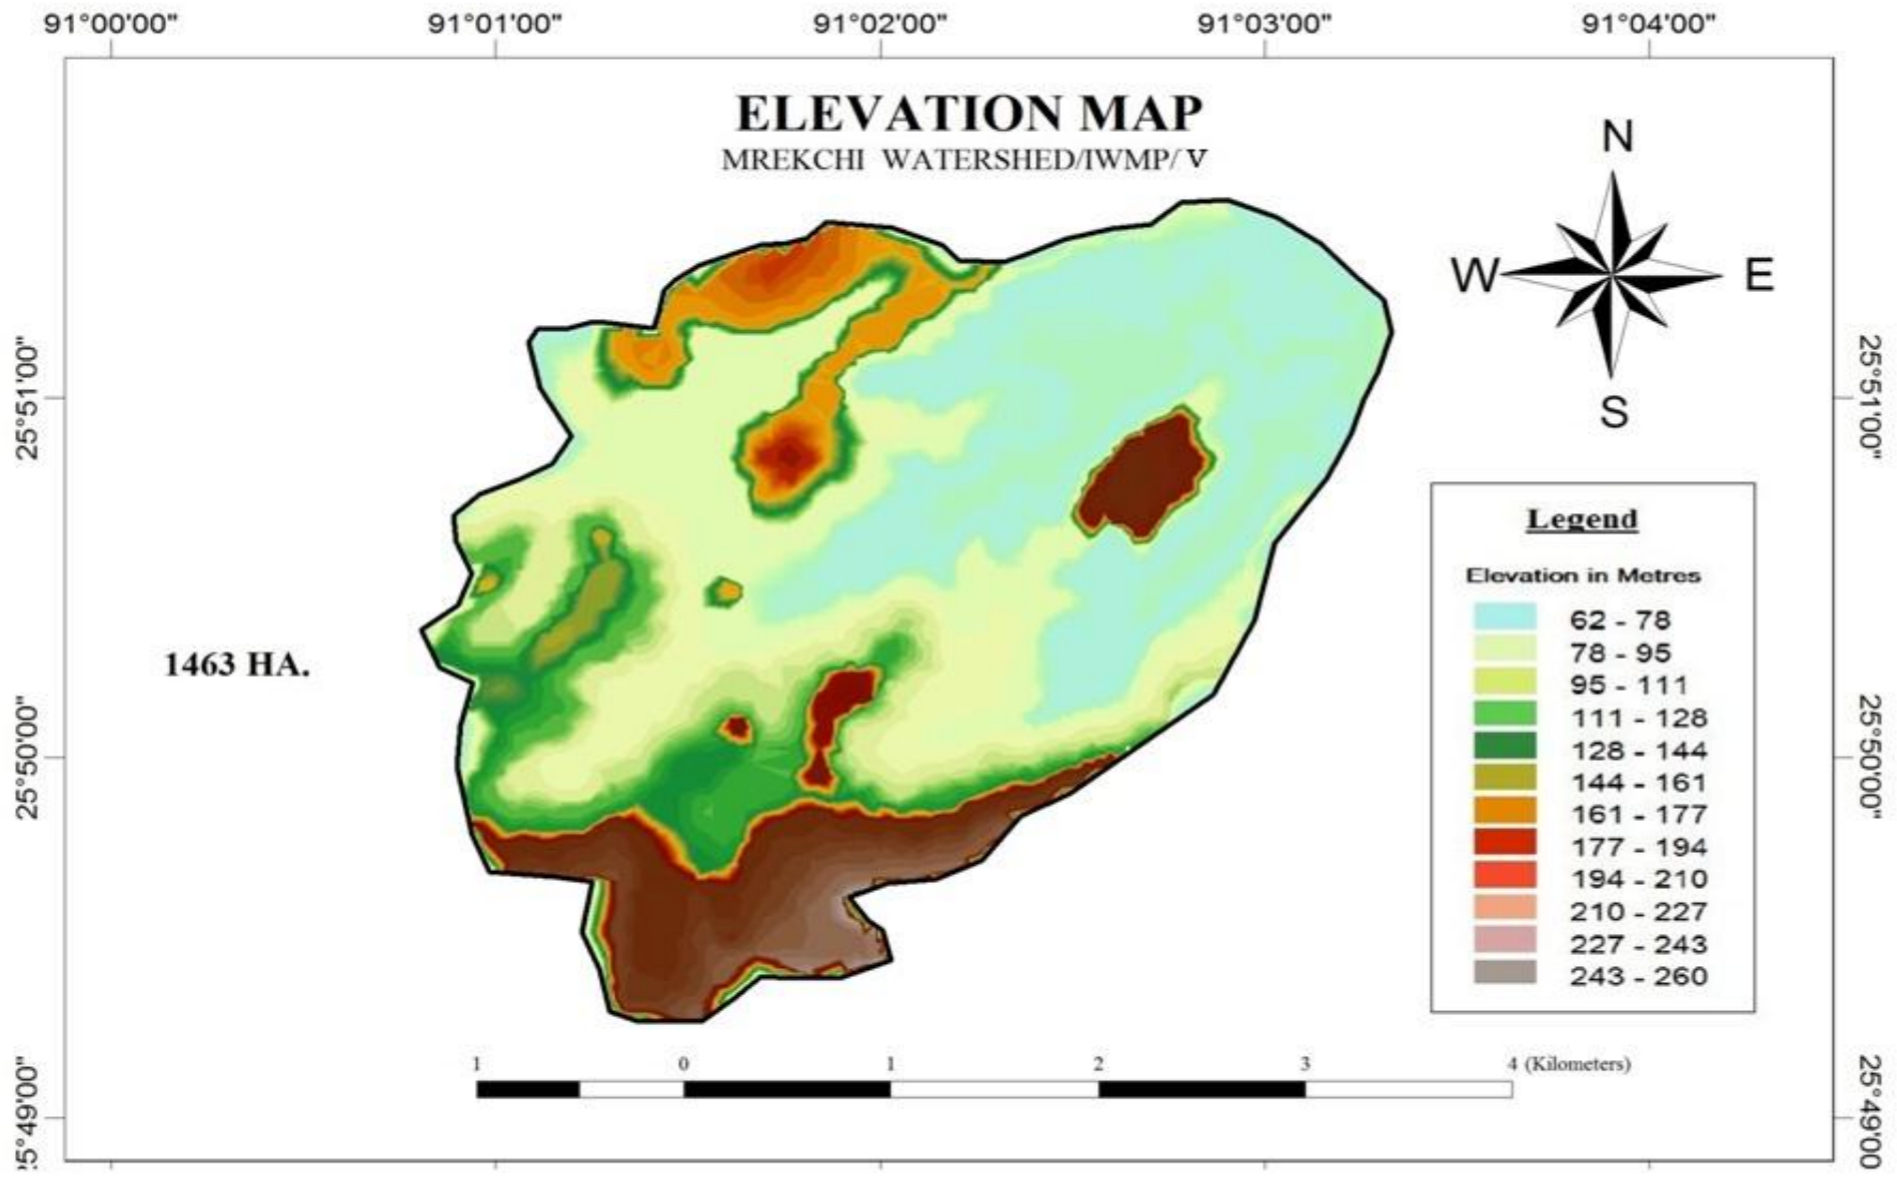 91°00'00" 91°01'00" 91°02'00" 91°03'00" 91°04'00"
ELEVATION MAP
MREKCHI WATERSHED/IWMP/ V
N
W E
S
25°51'00"
25°51'00"
Legend
Elevation in Metres
62 - 78
78 - 95
95 - 111
111 - 128
128 - 144
144 - 161
161 - 177
177 - 194
194 - 210
210 - 227
227 - 243
243 - 260
1463 HA.
25°50'00"
25°50'00"
1 0 1 2 3 4 (Kilometers)
5°49'00"
25°49'00